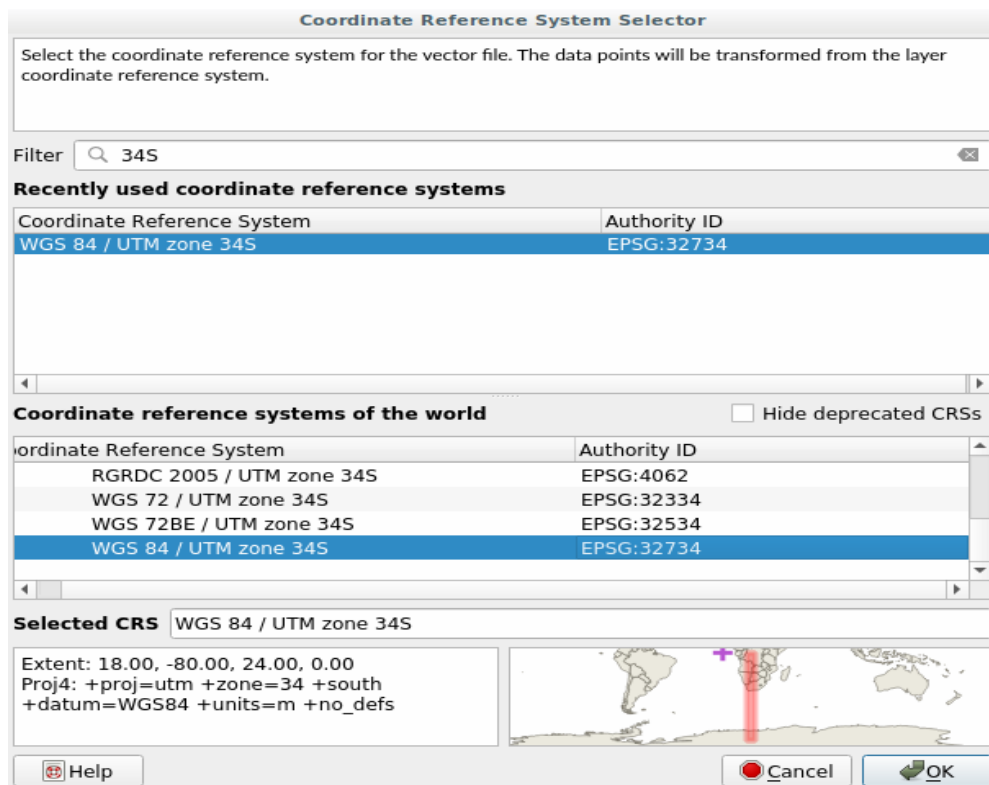 Coordinate Reference System Selector
Select the coordinate reference system for the vector file. The data points will be transformed from the layer
coordinate reference system.
Filter 34S
Recently used coordinate reference systems
Coordinate Reference System Authority ID
WGS 84 / UTM zone 34S EPSG:32734
Coordinate reference systems of the world Hide deprecated CRSs
ordinate Reference System Authority ID
RGRDC 2005 / UTM zone 34S EPSG:4062
WGS 72 / UTM zone 34S EPSG:32334
WGS 72BE / UTM zone 34S EPSG:32534
WGS 84 / UTM zone 34S EPSG:32734
Selected CRS WGS 84 / UTM zone 34S
Extent: 18.00, -80.00, 24.00, 0.00
Proj4: +proj=utm +zone=34 +south
+datum=WGS84 +units=m +no_defs
Help Cancel OK